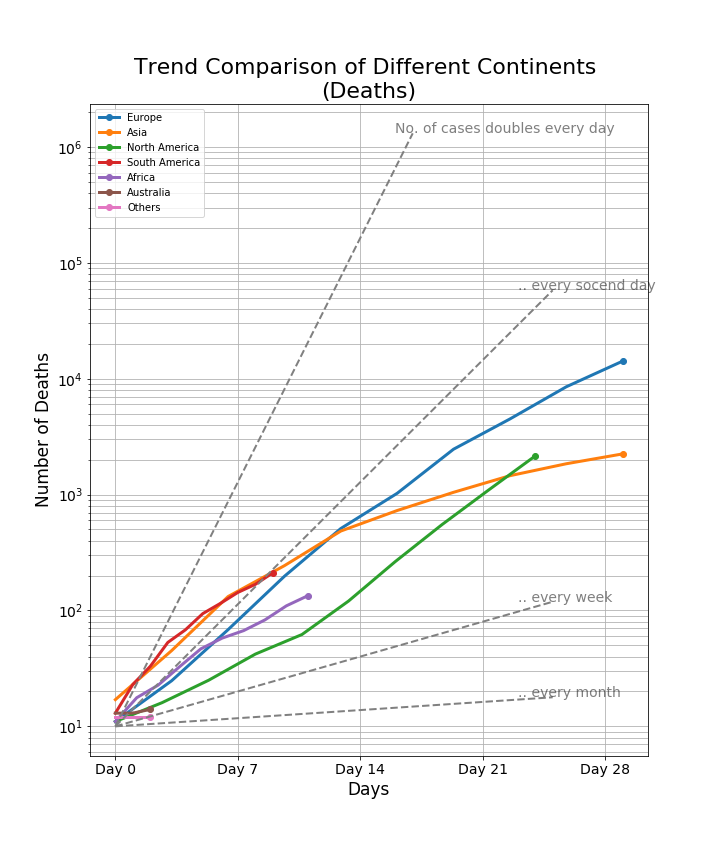 Trend Comparison of Different Continents
(Deaths)
Europe
Asia
North America
South America
Africa
Australia
Others
No. of cases doubles every day
.. every socend day
.. every week
.. every month
10^6
10^5
10^4
10^3
10^2
10^1
Number of Deaths
Day 0 Day 7 Day 14 Day 21 Day 28
Days